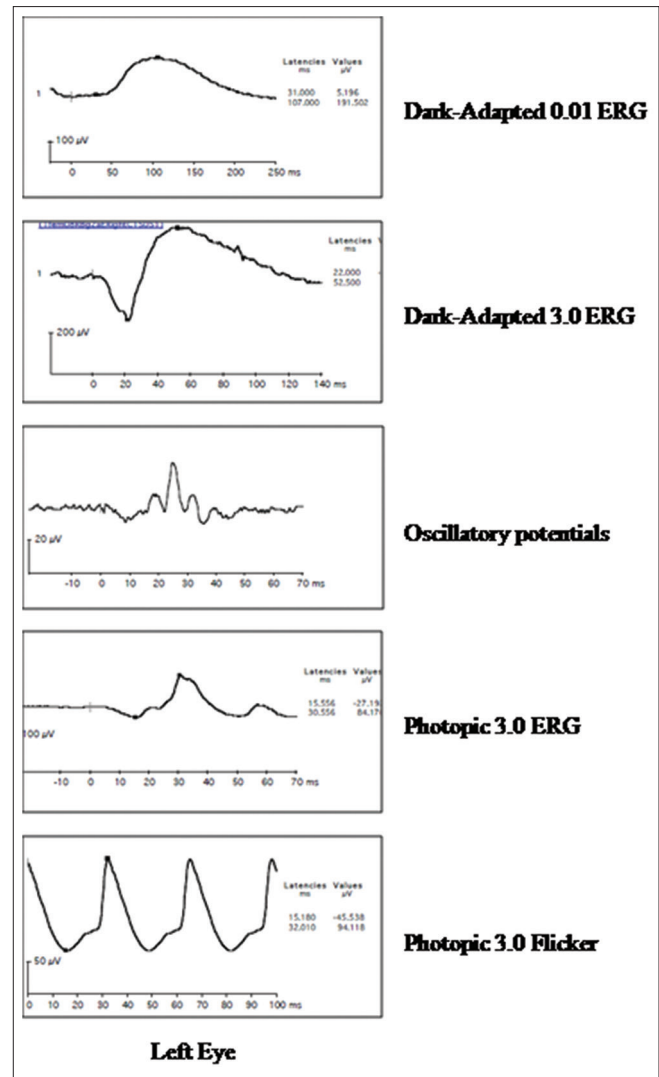 Latencies Values
ms µV
31.000 5.196
107.000 191.502
1
100 µV
0 50 100 150 200 250 ms
Dark-Adapted 0.01 ERG
Latencies
ms
22.000
52.500
1
200 µV
0 20 40 60 80 100 120 140 ms
Dark-Adapted 3.0 ERG
20 µV
-10 0 10 20 30 40 50 60 70 ms
Oscillatory potentials
Latencies Values
ms µV
15.556 -27.19
30.556 84.17
100 µV
-10 0 10 20 30 40 50 60 70 ms
Photopic 3.0 ERG
Latencies Values
ms µV
15.180 -45.538
32.010 94.118
50 µV
0 10 20 30 40 50 60 70 80 90 100 ms
Photopic 3.0 Flicker
Left Eye